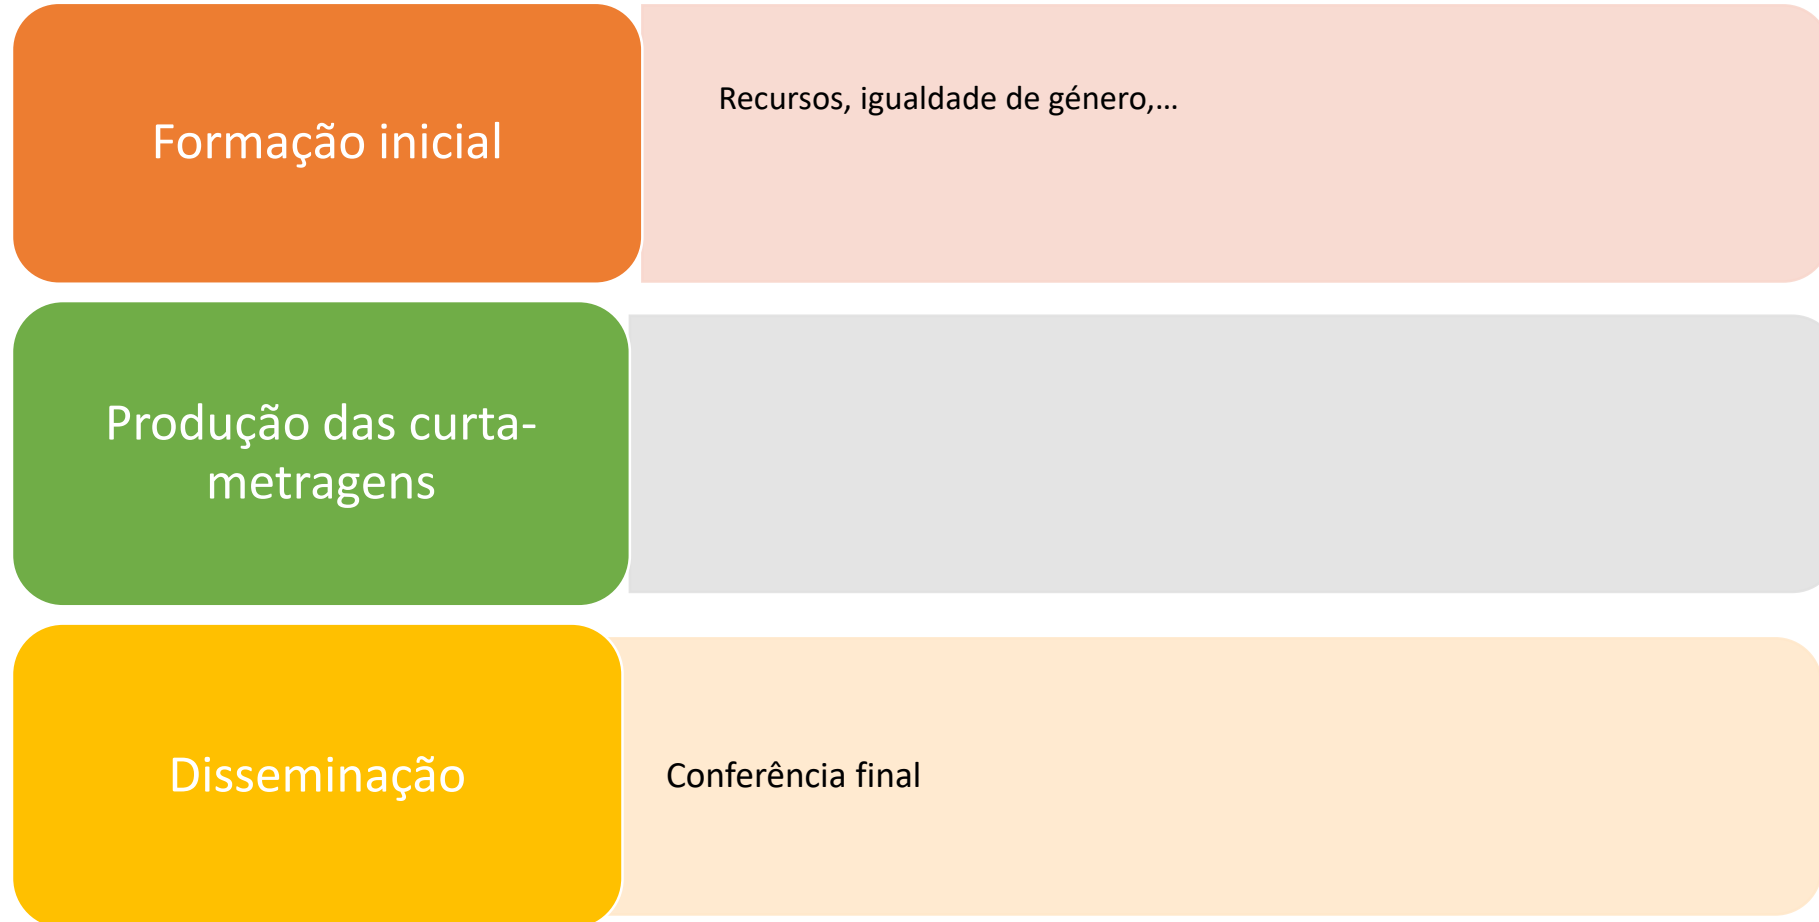 Formação inicial
Recursos, igualdade de género,...
Produção das curta-
metragens
Disseminação
Conferência final